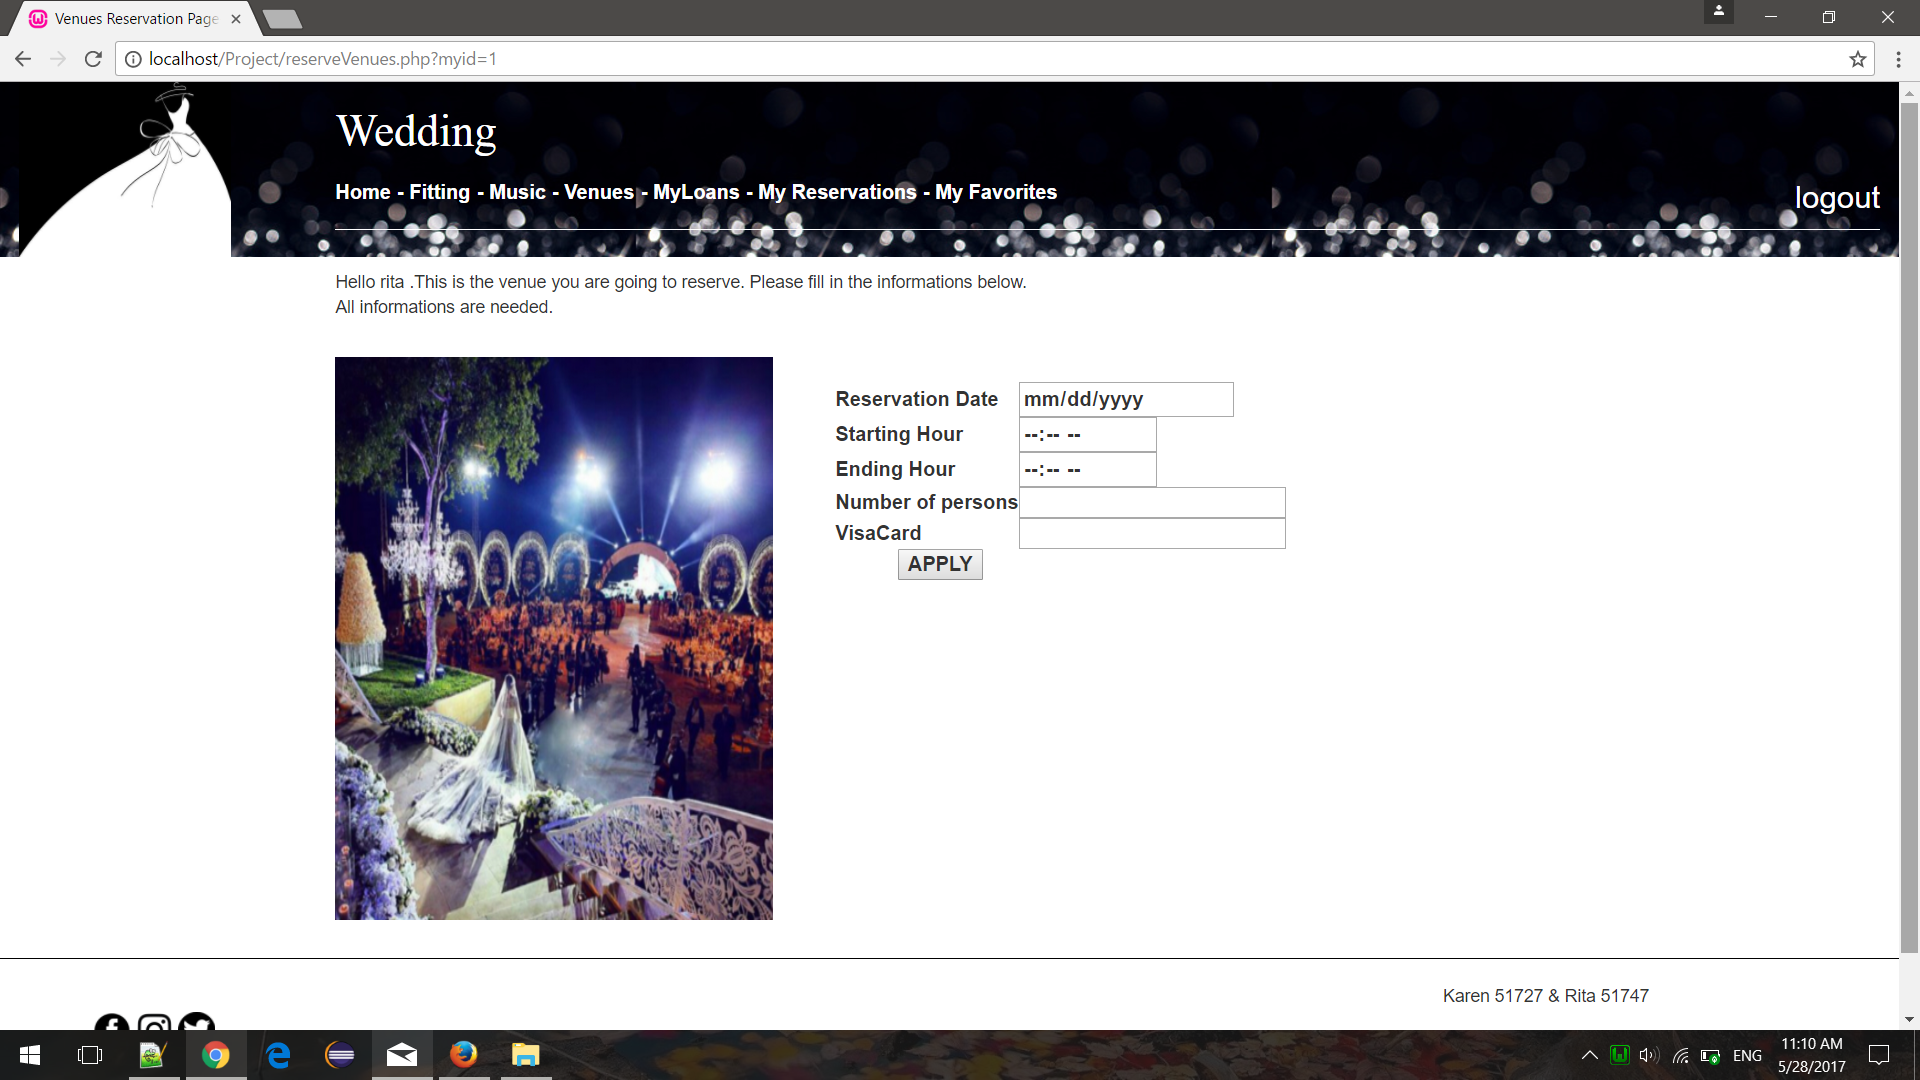 Venues Reservation Page
localhost/Project/reserveVenues.php?myid=1
Wedding
Home - Fitting - Music - Venues - MyLoans - My Reservations - My Favorites
logout
Hello rita .This is the venue you are going to reserve. Please fill in the informations below.
All informations are needed.
Reservation Date mm/dd/yyyy
Starting Hour --:-- --
Ending Hour --:-- --
Number of persons
VisaCard
APPLY
Karen 51727 & Rita 51747
ENG
11:10 AM
5/28/2017